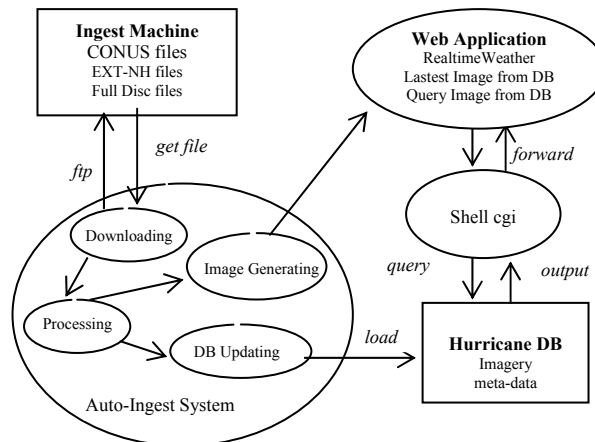 Ingest Machine
CONUS files
EXT-NH files
Full Disc files
Web Application
RealtimeWeather
Lastest Image from DB
Query Image from DB
ftp
get file
forward
Downloading
Image Generating
Shell cgi
Processing
DB Updating
query
output
load
Hurricane DB
Imagery
meta-data
Auto-Ingest System